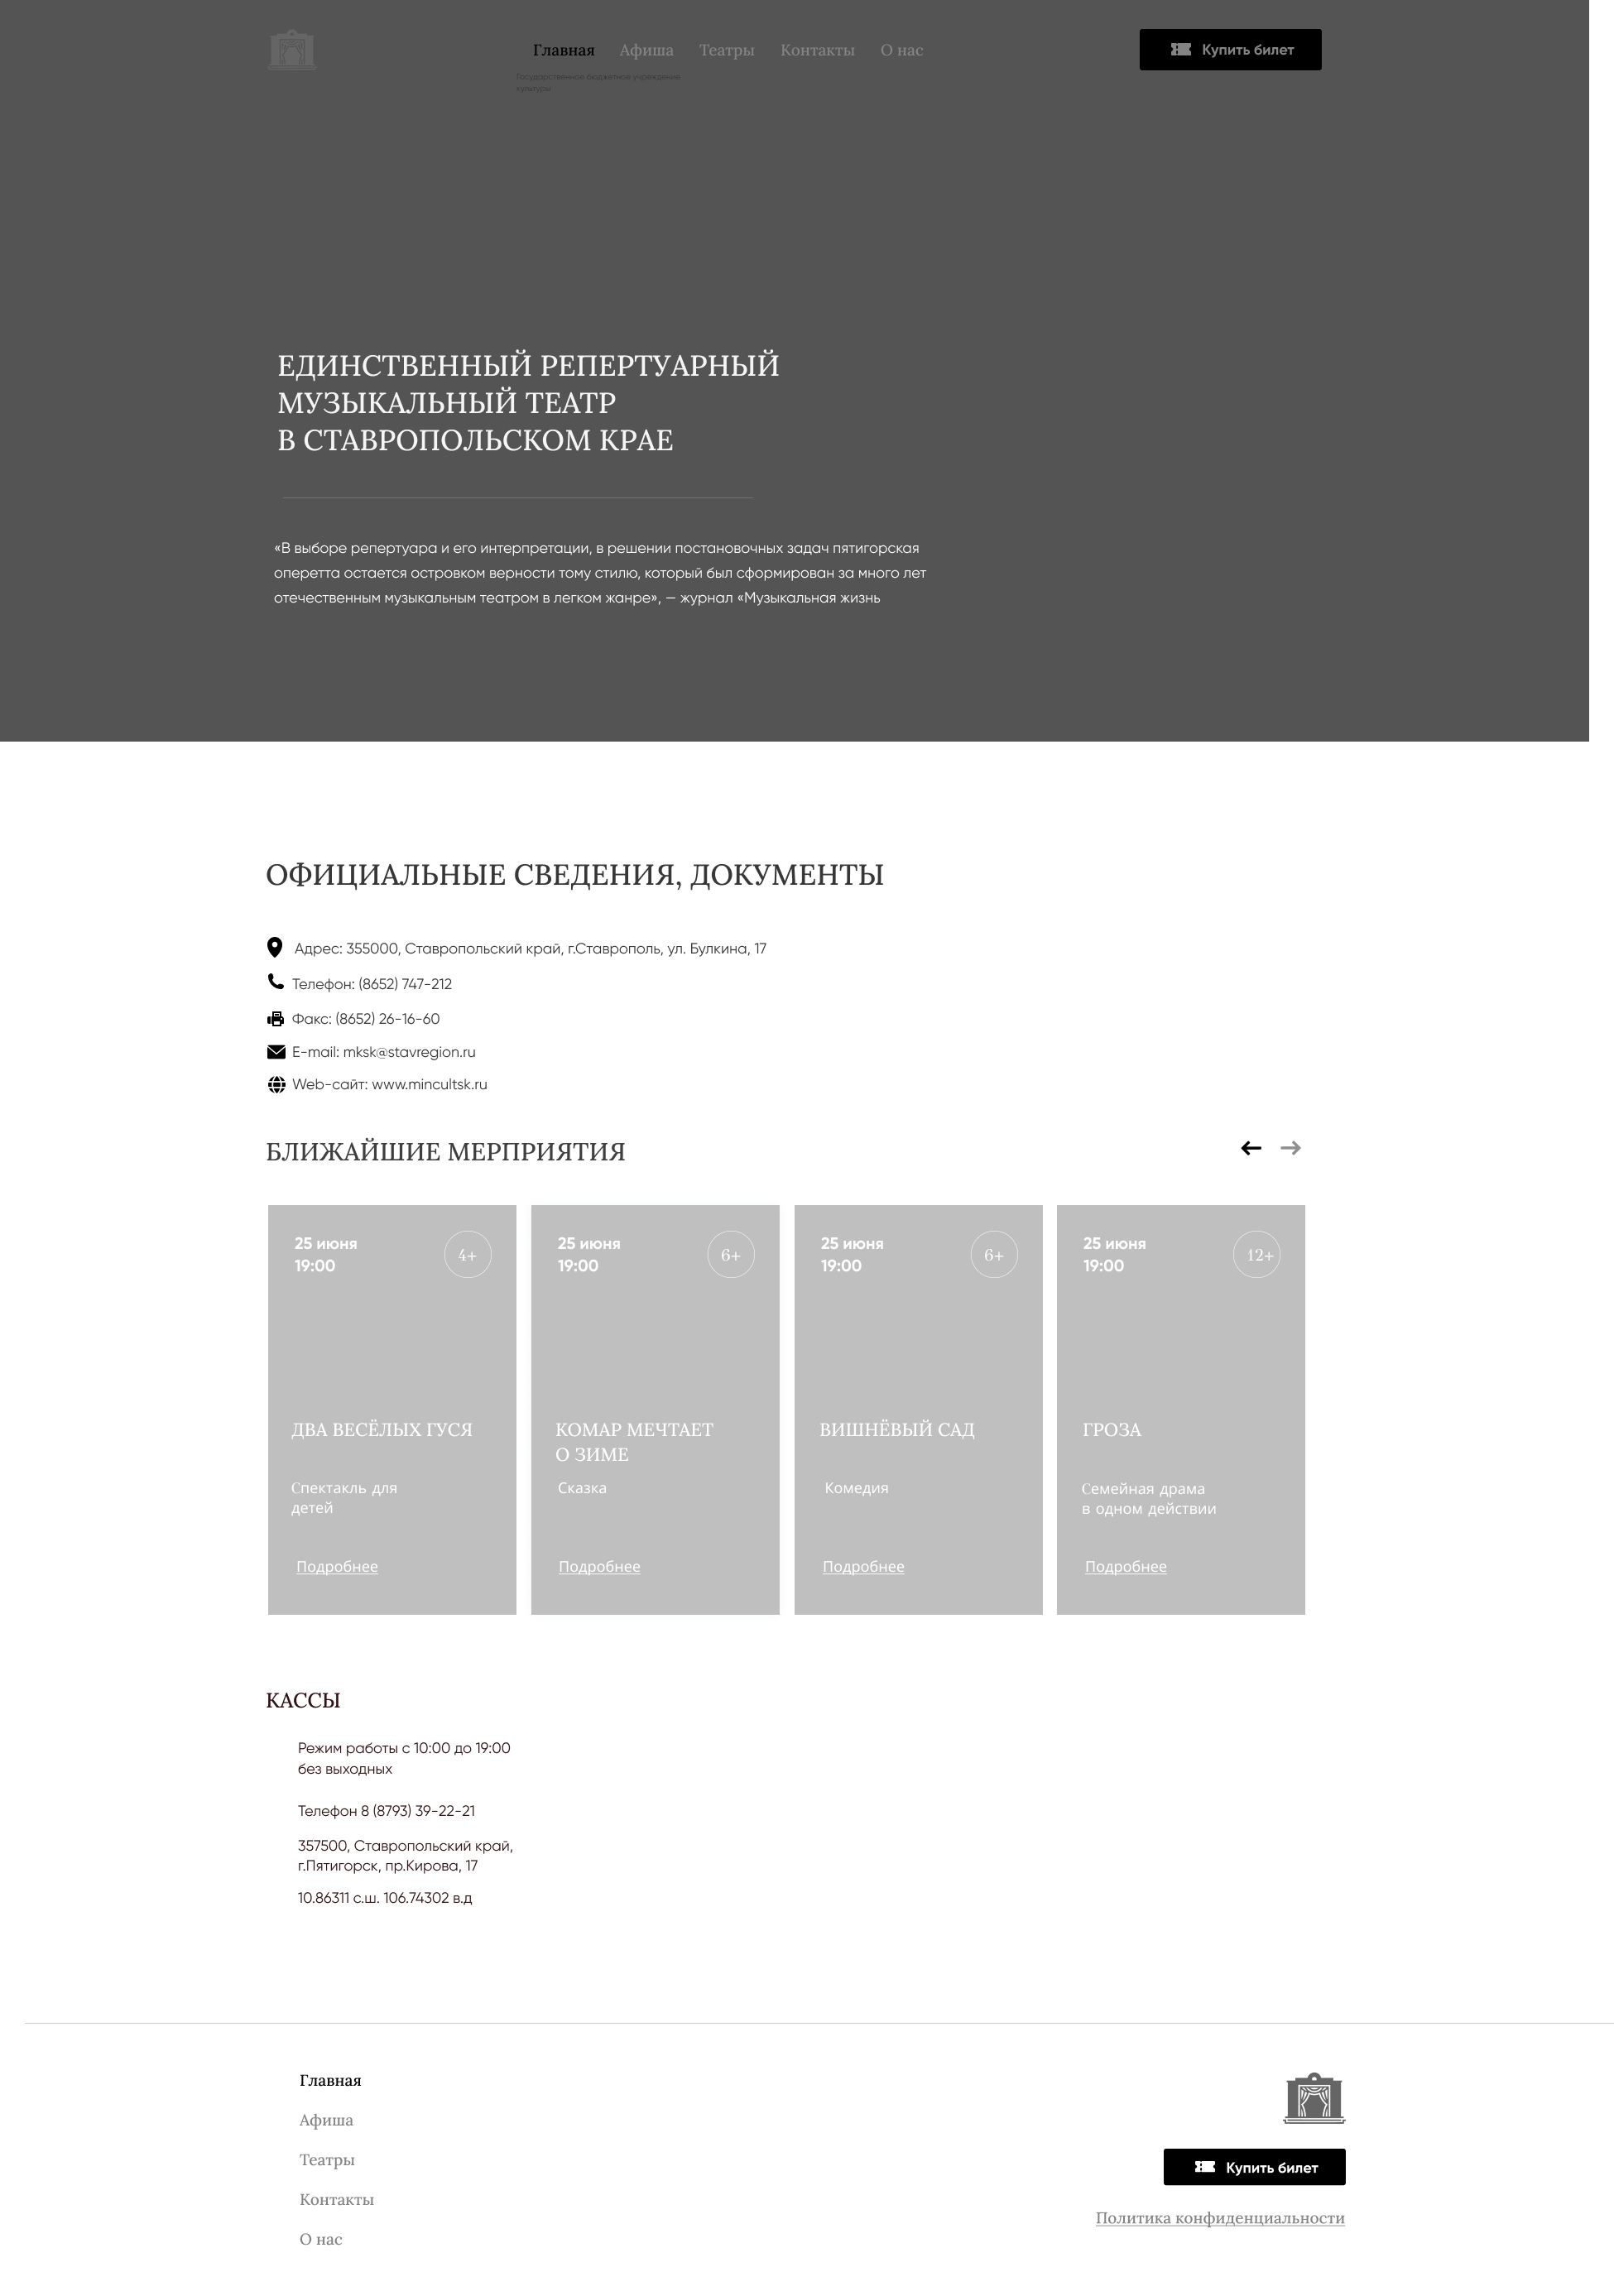 Главная
Афиша
Театры
Контакты
О нас
Купить билет
Государственное бюджетное учреждение
культуры
ЕДИНСТВЕННЫЙ РЕПЕРТУАРНЫЙ
МУЗЫКАЛЬНЫЙ ТЕАТР
В СТАВРОПОЛЬСКОМ КРАЕ
«В выборе репертуара и его интерпретации, в решении постановочных задач пятигорская
оперетта остается островком верности тому стилю, который был сформирован за много лет
отечественным музыкальным театром в легком жанре», — журнал «Музыкальная жизнь
ОФИЦИАЛЬНЫЕ СВЕДЕНИЯ, ДОКУМЕНТЫ
Адрес: 355000, Ставропольский край, г.Ставрополь, ул. Булкина, 17
Телефон: (8652) 747-212
Факс: (8652) 26-16-60
E-mail: mksk@stavregion.ru
Web-сайт: www.mincultsk.ru
БЛИЖАЙШИЕ МЕРПРИЯТИЯ
25 июня
19:00
4+
ДВА ВЕСЁЛЫХ ГУСЯ
Спектакль для
детей
Подробнее
25 июня
19:00
6+
КОМАР МЕЧТАЕТ
О ЗИМЕ
Сказка
Подробнее
25 июня
19:00
6+
ВИШНЁВЫЙ САД
Комедия
Подробнее
25 июня
19:00
12+
ГРОЗА
Семейная драма
в одном действии
Подробнее
КАССЫ
Режим работы с 10:00 до 19:00
без выходных
Телефон 8 (8793) 39-22-21
357500, Ставропольский край,
г.Пятигорск, пр.Кирова, 17
10.86311 с.ш. 106.74302 в.д
Главная
Афиша
Театры
Контакты
О нас
Купить билет
Политика конфиденциальности